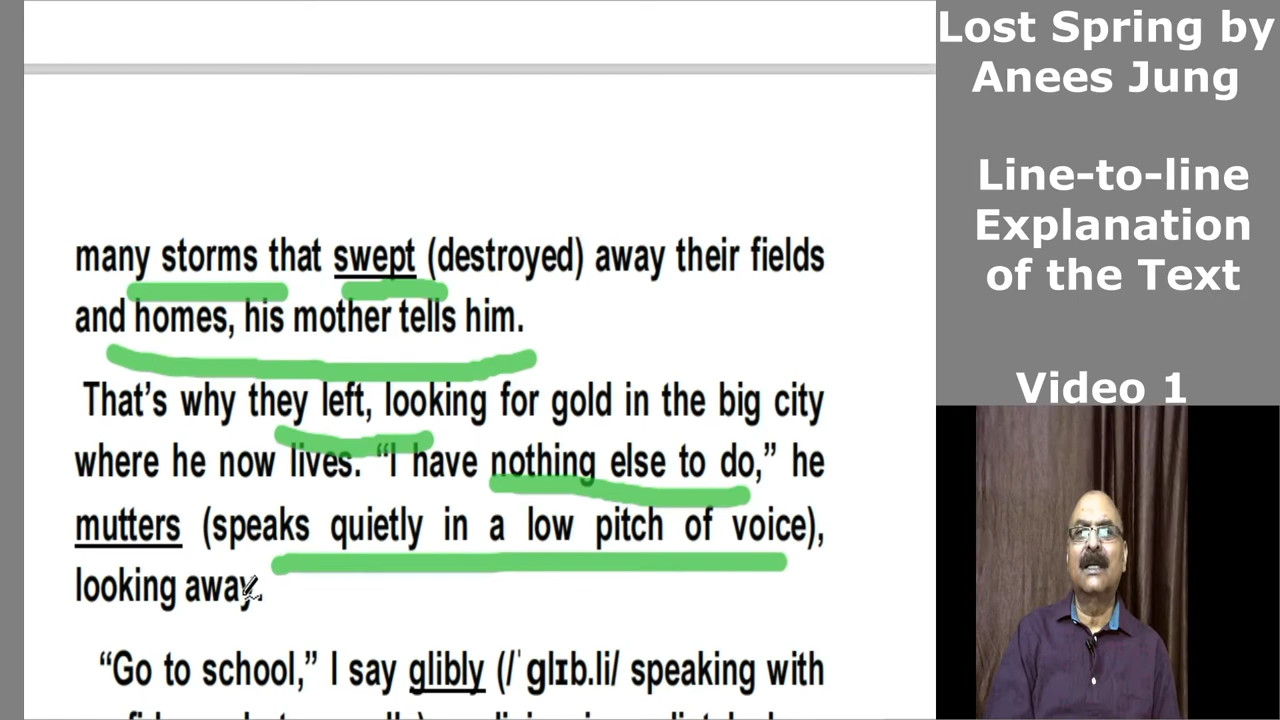 many storms that swept (destroyed) away their fields
and homes, his mother tells him.
That’s why they left, looking for gold in the big city
where he now lives. “I have nothing else to do,” he
mutters (speaks quietly in a low pitch of voice),
looking away.
“Go to school,” I say glibly (/ˈɡlɪb.li/ speaking with
Lost Spring by
Anees Jung
Line-to-line
Explanation
of the Text
Video 1